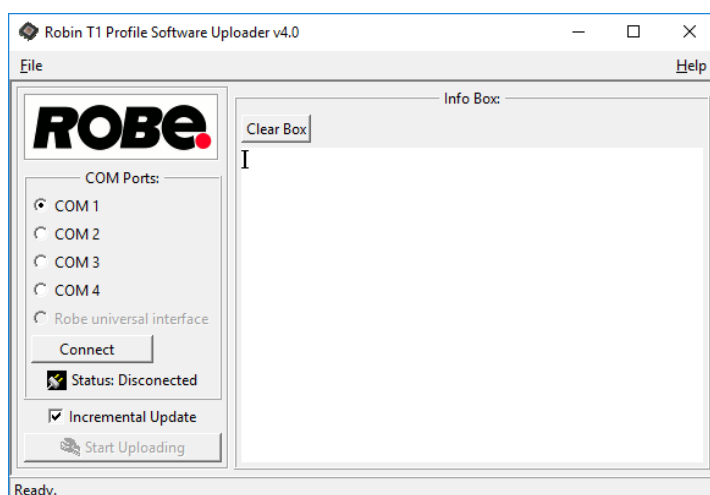 Robin T1 Profile Software Uploader v4.0
File
Help
ROBE
COM Ports:
COM 1
COM 2
COM 3
COM 4
Robe universal interface
Connect
Status: Disconected
Incremental Update
Start Uploading
Info Box:
Clear Box
Ready.